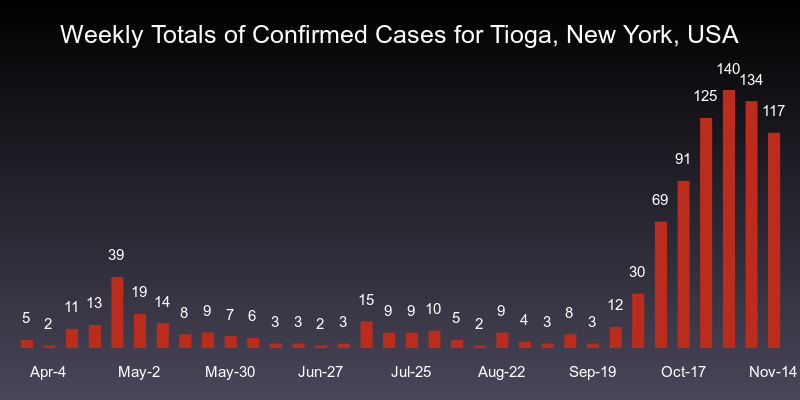 Weekly Totals of Confirmed Cases for Tioga, New York, USA
5 2 11 13 39 19 14 8 9 7 6 3 3 2 3 15 9 9 10 5 2 9 4 3 8 3 12 30 69 91 125 140 134 117
Apr-4 May-2 May-30 Jun-27 Jul-25 Aug-22 Sep-19 Oct-17 Nov-14